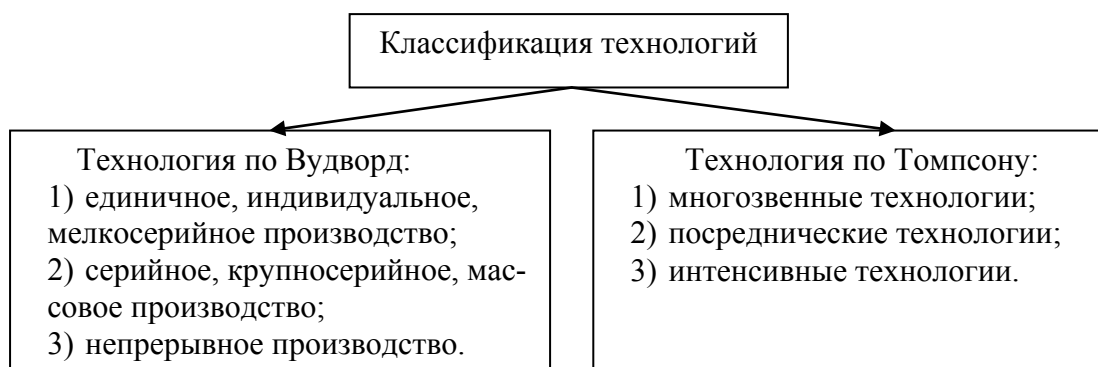 Классификация технологий
Технология по Вудворд:
1) единичное, индивидуальное,
мелкосерийное производство;
2) серийное, крупносерийное, мас-
совое производство;
3) непрерывное производство.
Технология по Томпсону:
1) многозвенные технологии;
2) посреднические технологии;
3) интенсивные технологии.